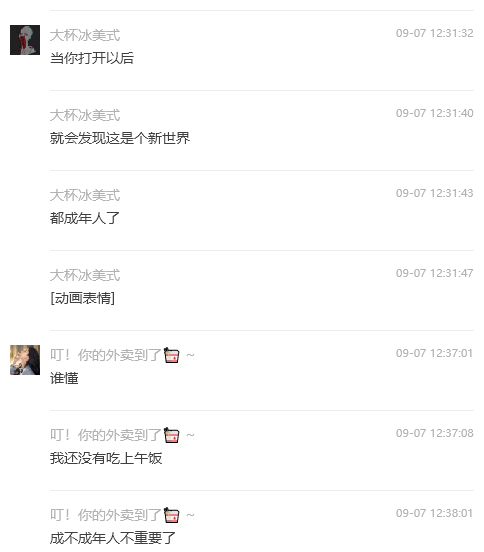 大杯冰美式 09-07 12:31:32
当你打开以后
大杯冰美式 09-07 12:31:40
就会发现这是个新世界
大杯冰美式 09-07 12:31:43
都成年人了
大杯冰美式 09-07 12:31:47
[动画表情]
叮！你的外卖到了 ~ 09-07 12:37:01
谁懂
叮！你的外卖到了 ~ 09-07 12:37:08
我还没有吃上午饭
叮！你的外卖到了 ~ 09-07 12:38:01
成不成年人不重要了